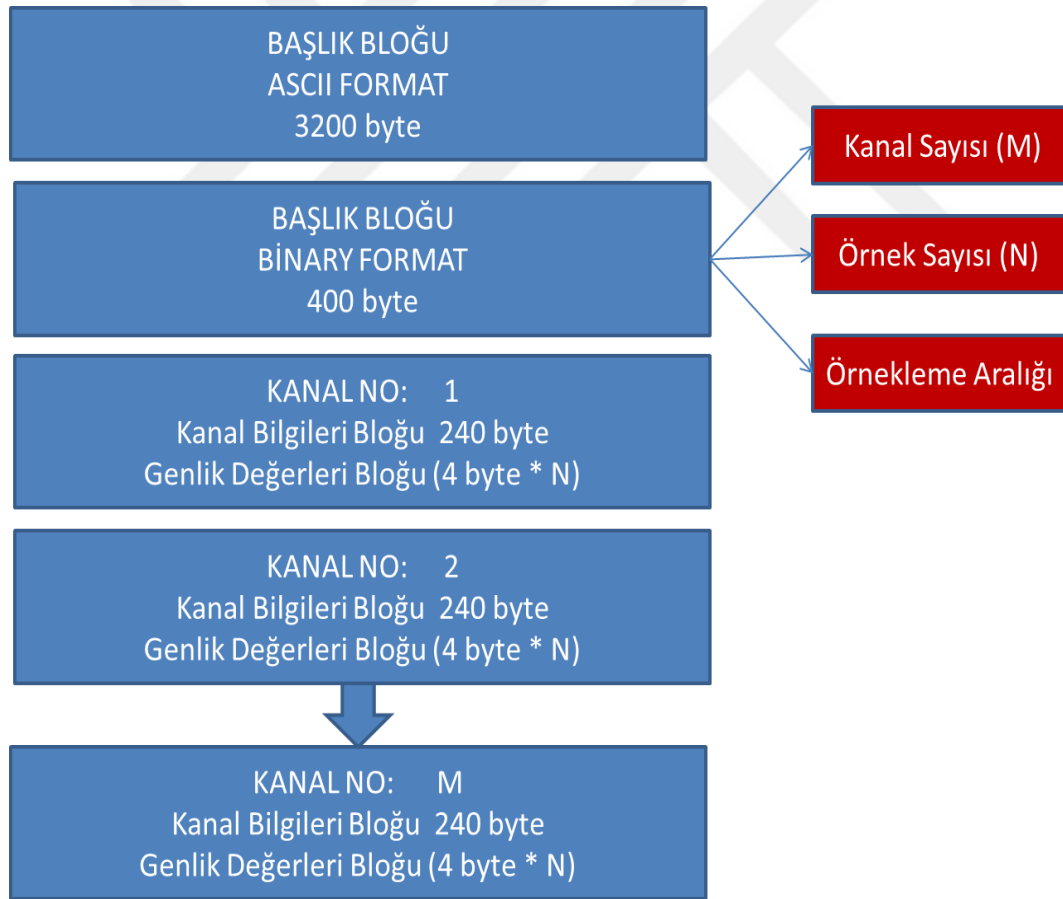 BAŞLIK BLOĞU
ASCII FORMAT
3200 byte
BAŞLIK BLOĞU
BİNARY FORMAT
400 byte
Kanal Sayısı (M)
Örnek Sayısı (N)
Örnekleme Aralığı
KANAL NO: 1
Kanal Bilgileri Bloğu 240 byte
Genlik Değerleri Bloğu (4 byte * N)
KANAL NO: 2
Kanal Bilgileri Bloğu 240 byte
Genlik Değerleri Bloğu (4 byte * N)
KANAL NO: M
Kanal Bilgileri Bloğu 240 byte
Genlik Değerleri Bloğu (4 byte * N)